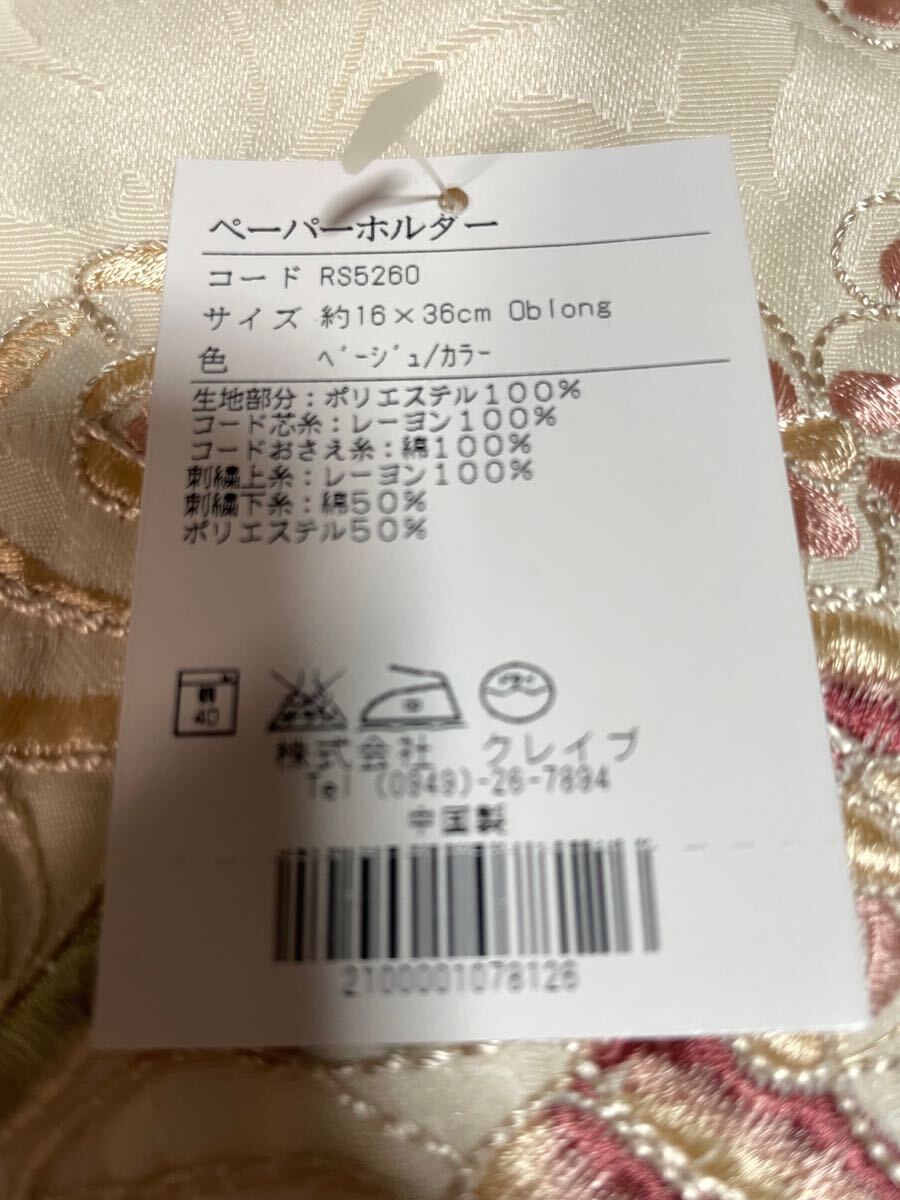 ペーパーホルダー
コード RS5260
サイズ 約16×36cm Oblong
色 ﾍﾞｰｼﾞｭ/ｶﾗｰ
生地部分：ポリエステル100%
コード芯糸：レーヨン100%
コードおさえ糸：綿100%
刺繍上糸：レーヨン100%
刺繍下糸：綿50%
ポリエステル50%
40
株式会社 クレイブ
Tel (0949)-26-7894
中国製
2100001078126